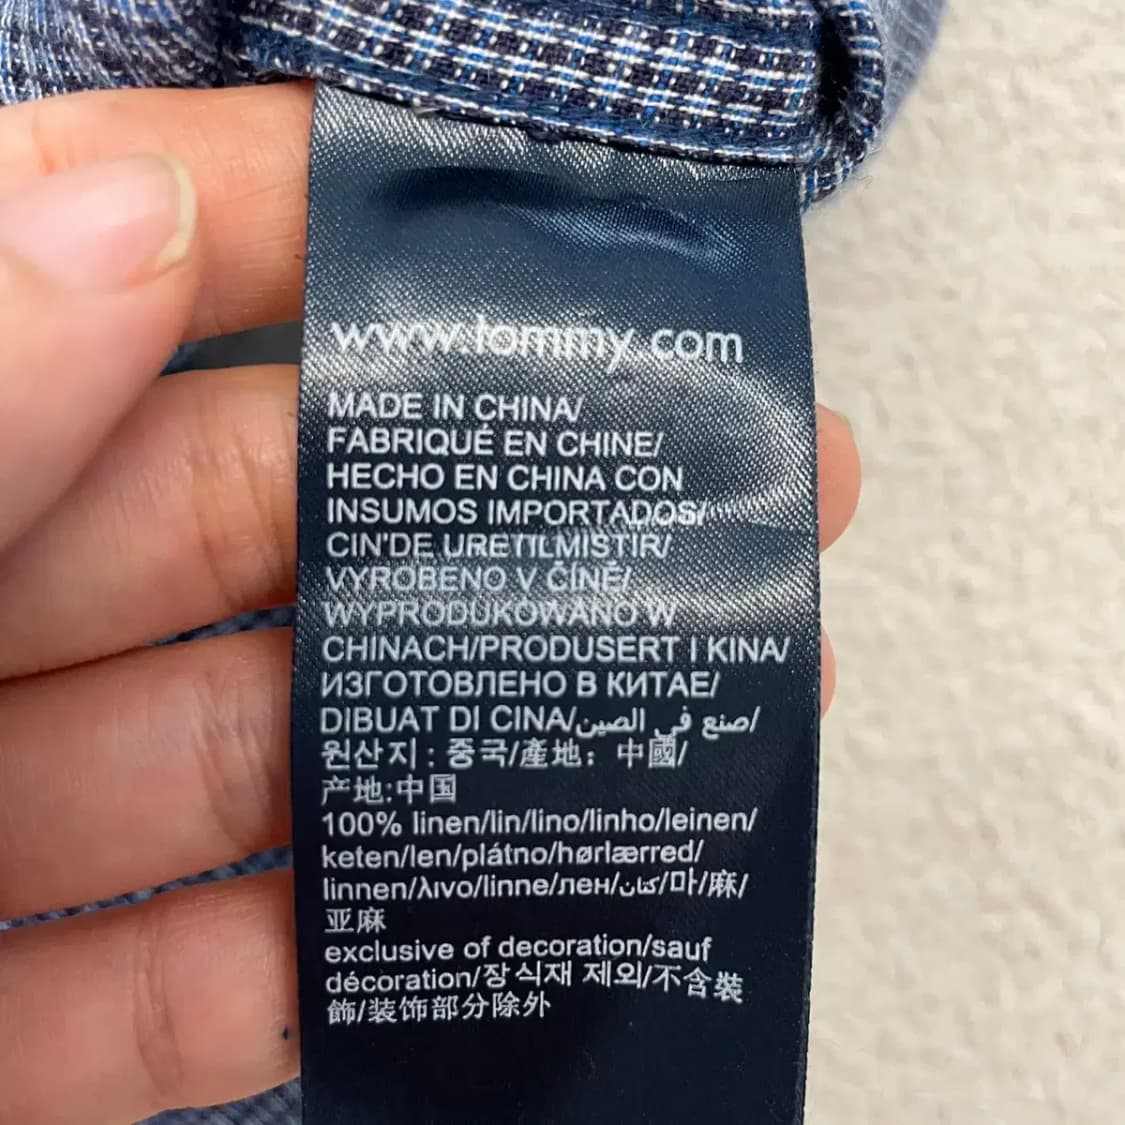 www.tommy.com
MADE IN CHINA/
FABRIQUÉ EN CHINE/
HECHO EN CHINA CON
INSUMOS IMPORTADOS/
CIN'DE URETILMISTIR/
VYROBENO V ČÍNĚ/
WYPRODUKOWANO W
CHINACH/PRODUSERT I KINA/
ИЗГОТОВЛЕНО В КИТАЕ/
DIBUAT DI CINA/صنع في الصين/
원산지 : 중국/產地：中國/
产地:中国
100% linen/lin/lino/linho/leinen/
keten/len/plátno/hørlærred/
linnen/λινο/linne/лен/كتان/마/麻/
亚麻
exclusive of decoration/sauf
décoration/장식재 제외/不含裝
飾/装饰部分除外